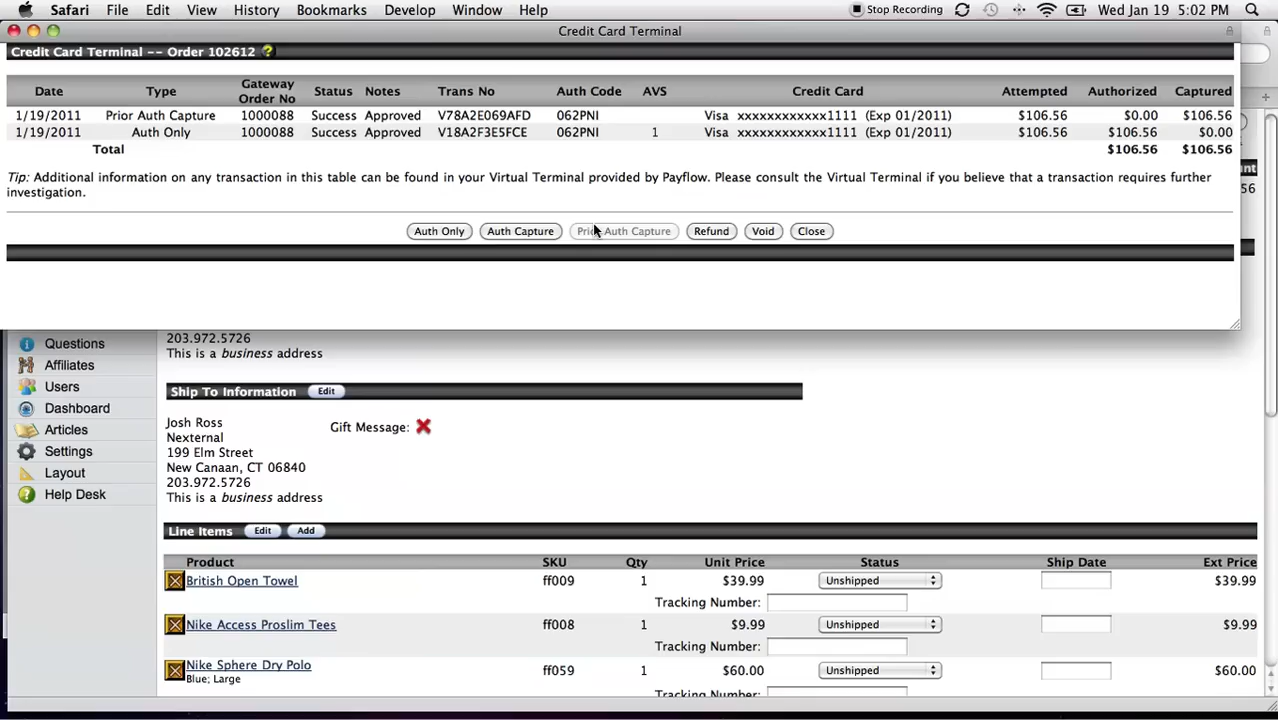 Safari File Edit View History Bookmarks Develop Window Help Stop Recording Wed Jan 19 5:02 PM
Credit Card Terminal
Credit Card Terminal -- Order 102612 ?
Date Type Gateway Order No Status Notes Trans No Auth Code AVS Credit Card Attempted Authorized Captured
1/19/2011 Prior Auth Capture 1000088 Success Approved V78A2E069AFD 062PNI Visa xxxxxxxxxxxx1111 (Exp 01/2011) $106.56 $0.00 $106.56
1/19/2011 Auth Only 1000088 Success Approved V18A2F3E5FCE 062PNI 1 Visa xxxxxxxxxxxx1111 (Exp 01/2011) $106.56 $106.56 $0.00
Total $106.56 $106.56
Tip: Additional information on any transaction in this table can be found in your Virtual Terminal provided by Payflow. Please consult the Virtual Terminal if you believe that a transaction requires further
investigation.
Auth Only Auth Capture Prior Auth Capture Refund Void Close
203.972.5726
Questions
This is a business address
Affiliates
Users
Ship To Information Edit
Dashboard
Josh Ross
Gift Message:
Articles
Nexternal
Settings
199 Elm Street
New Canaan, CT 06840
Layout
203.972.5726
Help Desk
This is a business address
Line Items Edit Add
Product SKU Qty Unit Price Status Ship Date Ext Price
British Open Towel ff009 1 $39.99 Unshipped $39.99
Tracking Number:
Nike Access Proslim Tees ff008 1 $9.99 Unshipped $9.99
Tracking Number:
Nike Sphere Dry Polo ff059 1 $60.00 Unshipped $60.00
Blue; Large
Tracking Number: